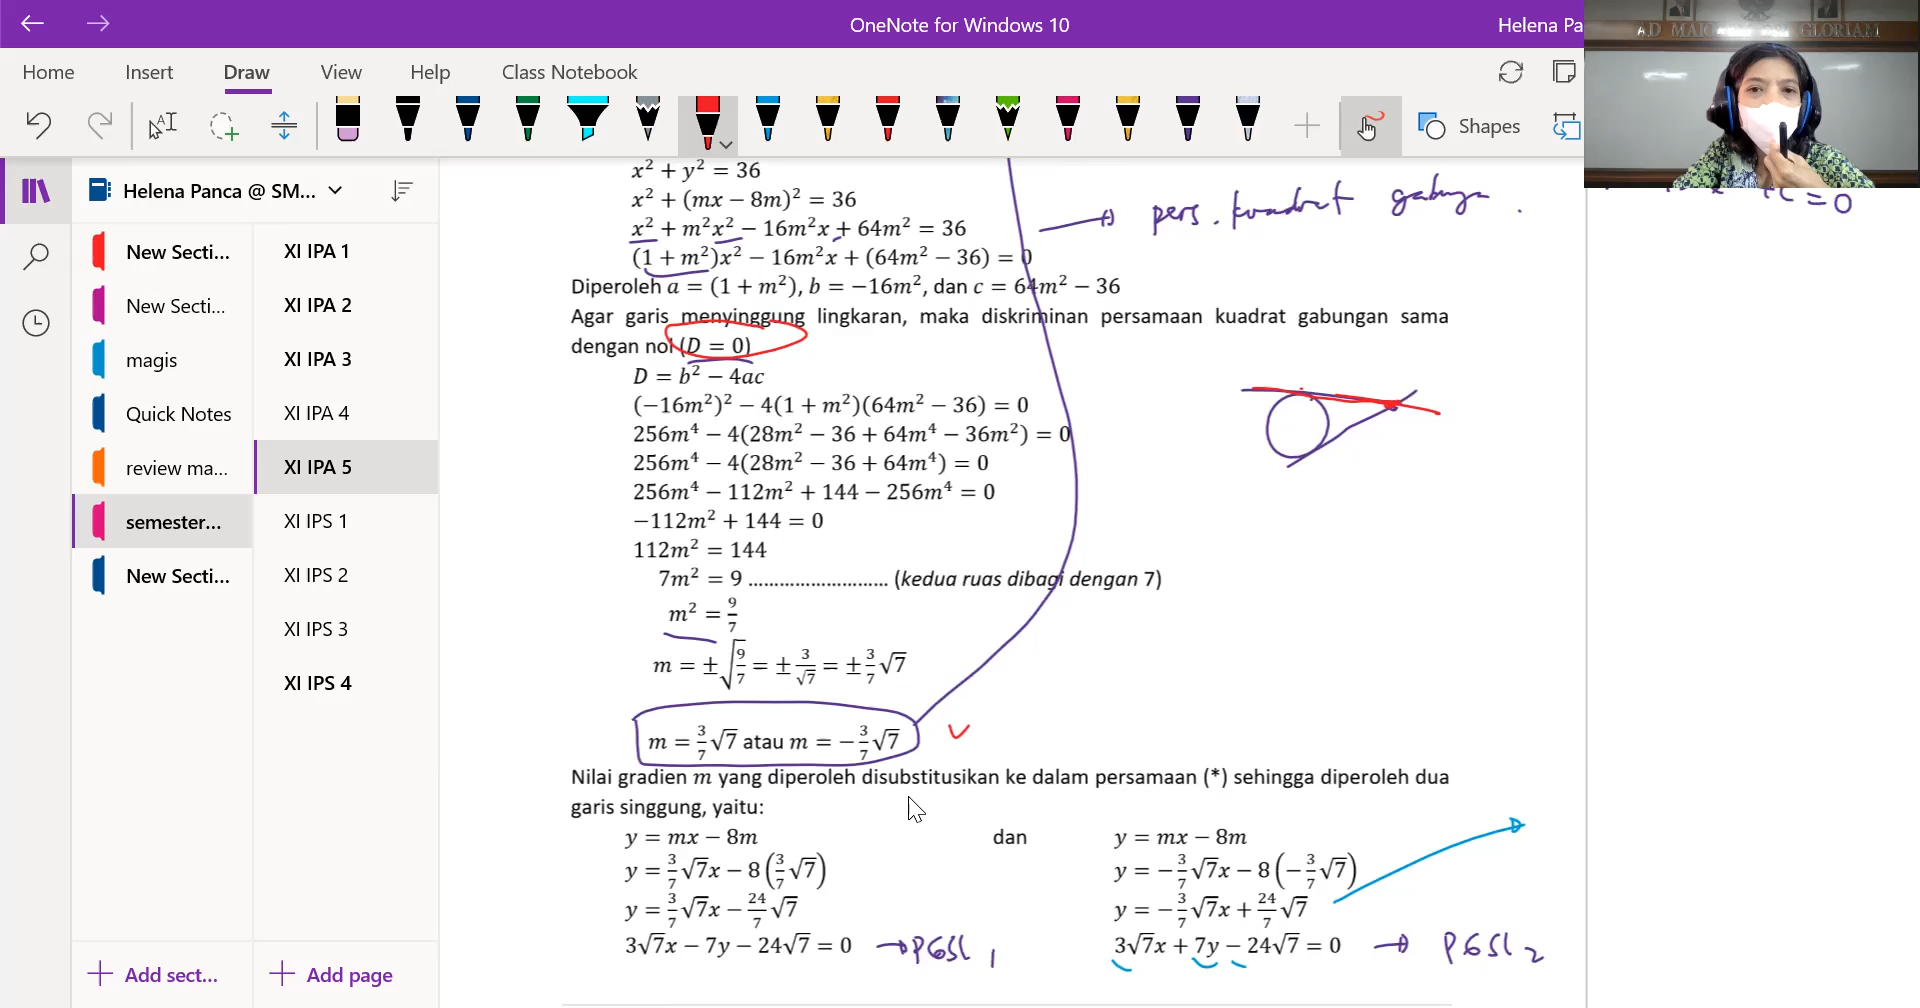 OneNote for Windows 10
Helena Pa
AD MAIO GLORIAM
Home Insert Draw View Help Class Notebook
Shapes
Helena Panca @ SM...
New Secti...
New Secti...
magis
Quick Notes
review ma...
semester...
New Secti...
XI IPA 1
XI IPA 2
XI IPA 3
XI IPA 4
XI IPA 5
XI IPS 1
XI IPS 2
XI IPS 3
XI IPS 4
Add sect...
Add page
= 0
x² + y² = 36
x² + (mx − 8m)² = 36
x² + m²x² − 16m²x + 64m² = 36
pers. kuadrat gabungan.
(1 + m²)x² − 16m²x + (64m² − 36) = 0
Diperoleh a = (1 + m²), b = −16m², dan c = 64m² − 36
Agar garis menyinggung lingkaran, maka diskriminan persamaan kuadrat gabungan sama
dengan nol (D = 0)
D = b² − 4ac
(−16m²)² − 4(1 + m²)(64m² − 36) = 0
256m⁴ − 4(28m² − 36 + 64m⁴ − 36m²) = 0
256m⁴ − 4(28m² − 36 + 64m⁴) = 0
256m⁴ − 112m² + 144 − 256m⁴ = 0
−112m² + 144 = 0
112m² = 144
7m² = 9 ........................... (kedua ruas dibagi dengan 7)
m² = 9/7
m = ±√(9/7) = ± 3/√7 = ± 3/7 √7
m = 3/7 √7 atau m = − 3/7 √7
Nilai gradien m yang diperoleh disubstitusikan ke dalam persamaan (*) sehingga diperoleh dua
garis singgung, yaitu:
y = mx − 8m dan y = mx − 8m
y = 3/7 √7x − 8 (3/7 √7) y = − 3/7 √7x − 8 (− 3/7 √7)
y = 3/7 √7x − 24/7 √7 y = − 3/7 √7x + 24/7 √7
3√7x − 7y − 24√7 = 0 → PGSL 1 3√7x + 7y − 24√7 = 0 → PGSL 2